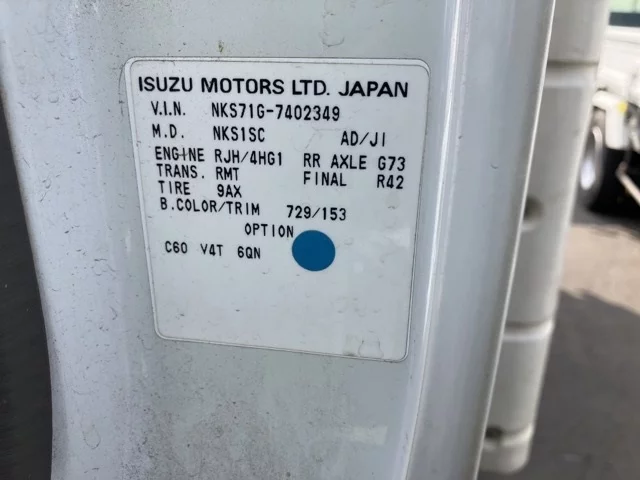 ISUZU MOTORS LTD. JAPAN
V.I.N. NKS71G-7402349
M.D. NKS1SC AD/JI
ENGINE RJH/4HG1 RR AXLE G73
TRANS. RMT FINAL R42
TIRE 9AX
B.COLOR/TRIM 729/153
OPTION
C60 V4T 6QN